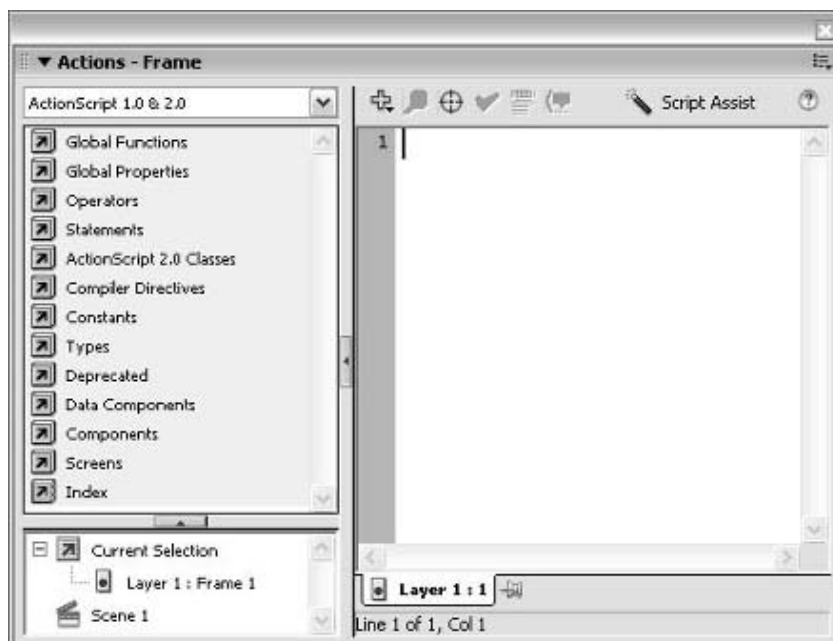 Actions - Frame
ActionScript 1.0 & 2.0
Global Functions
Global Properties
Operators
Statements
ActionScript 2.0 Classes
Compiler Directives
Constants
Types
Deprecated
Data Components
Components
Screens
Index
Current Selection
Layer 1 : Frame 1
Scene 1
Script Assist
1
Layer 1 : 1
Line 1 of 1, Col 1